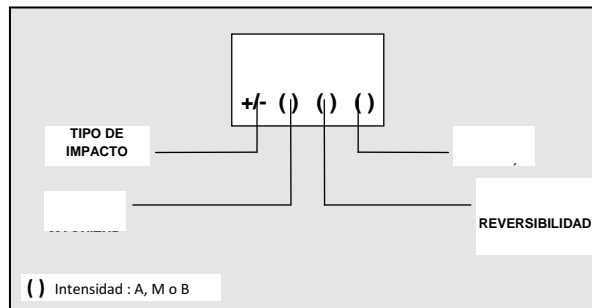 +/- ( ) ( ) ( )
TIPO DE
IMPACTO
REVERSIBILIDAD
( ) Intensidad : A, M o B